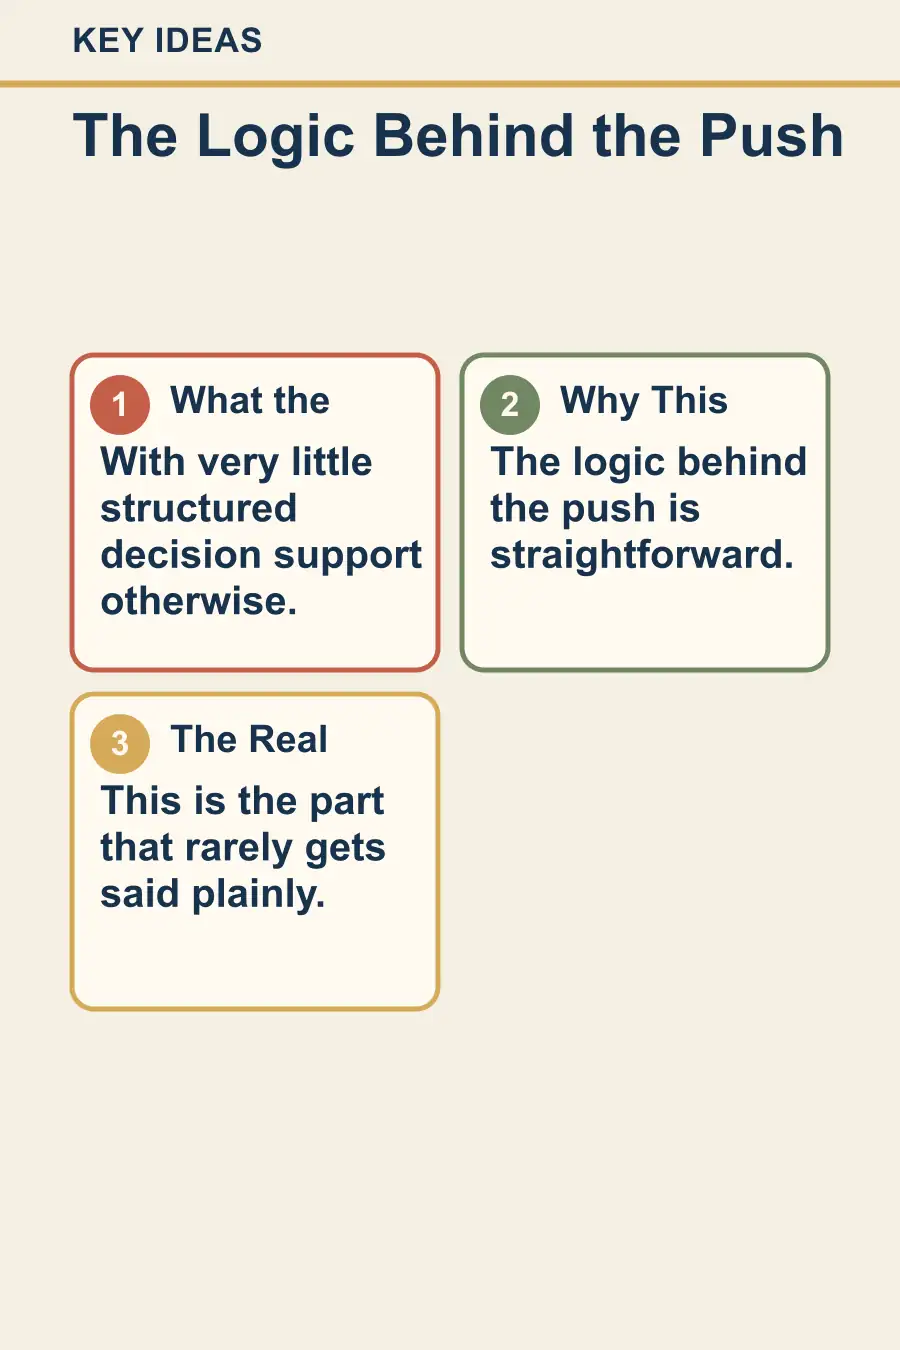 KEY IDEAS
The Logic Behind the Push
1
What the
With very little
structured
decision support
otherwise.
2
Why This
The logic behind
the push is
straightforward.
3
The Real
This is the part
that rarely gets
said plainly.